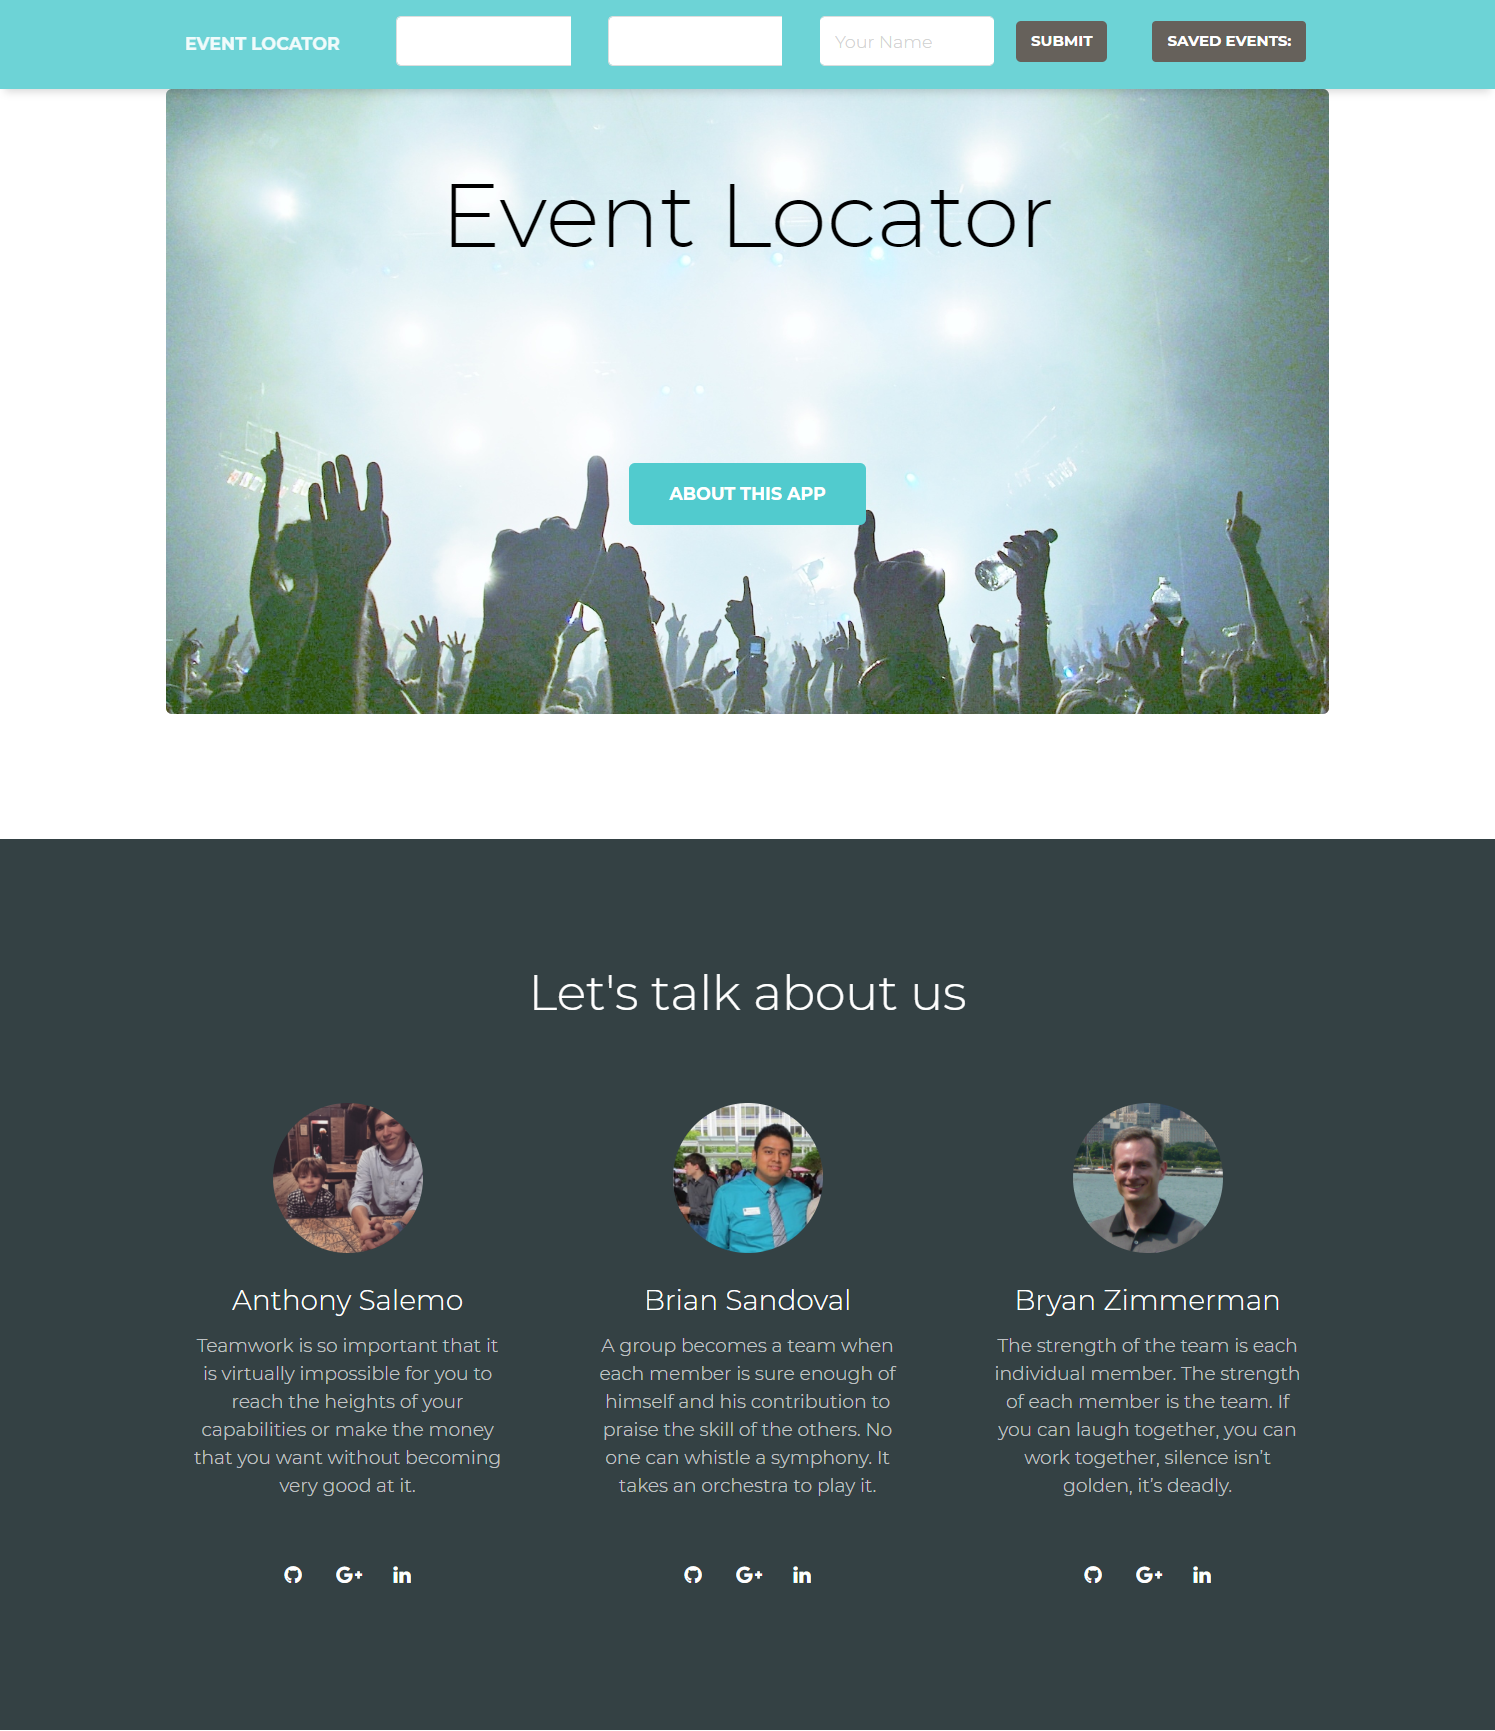 EVENT LOCATOR
Your Name
SUBMIT
SAVED EVENTS:
Event Locator
ABOUT THIS APP
Let's talk about us
Anthony Salemo
Teamwork is so important that it
is virtually impossible for you to
reach the heights of your
capabilities or make the money
that you want without becoming
very good at it.
Brian Sandoval
A group becomes a team when
each member is sure enough of
himself and his contribution to
praise the skill of the others. No
one can whistle a symphony. It
takes an orchestra to play it.
Bryan Zimmerman
The strength of the team is each
individual member. The strength
of each member is the team. If
you can laugh together, you can
work together, silence isn’t
golden, it’s deadly.
G+
in
G+
in
G+
in